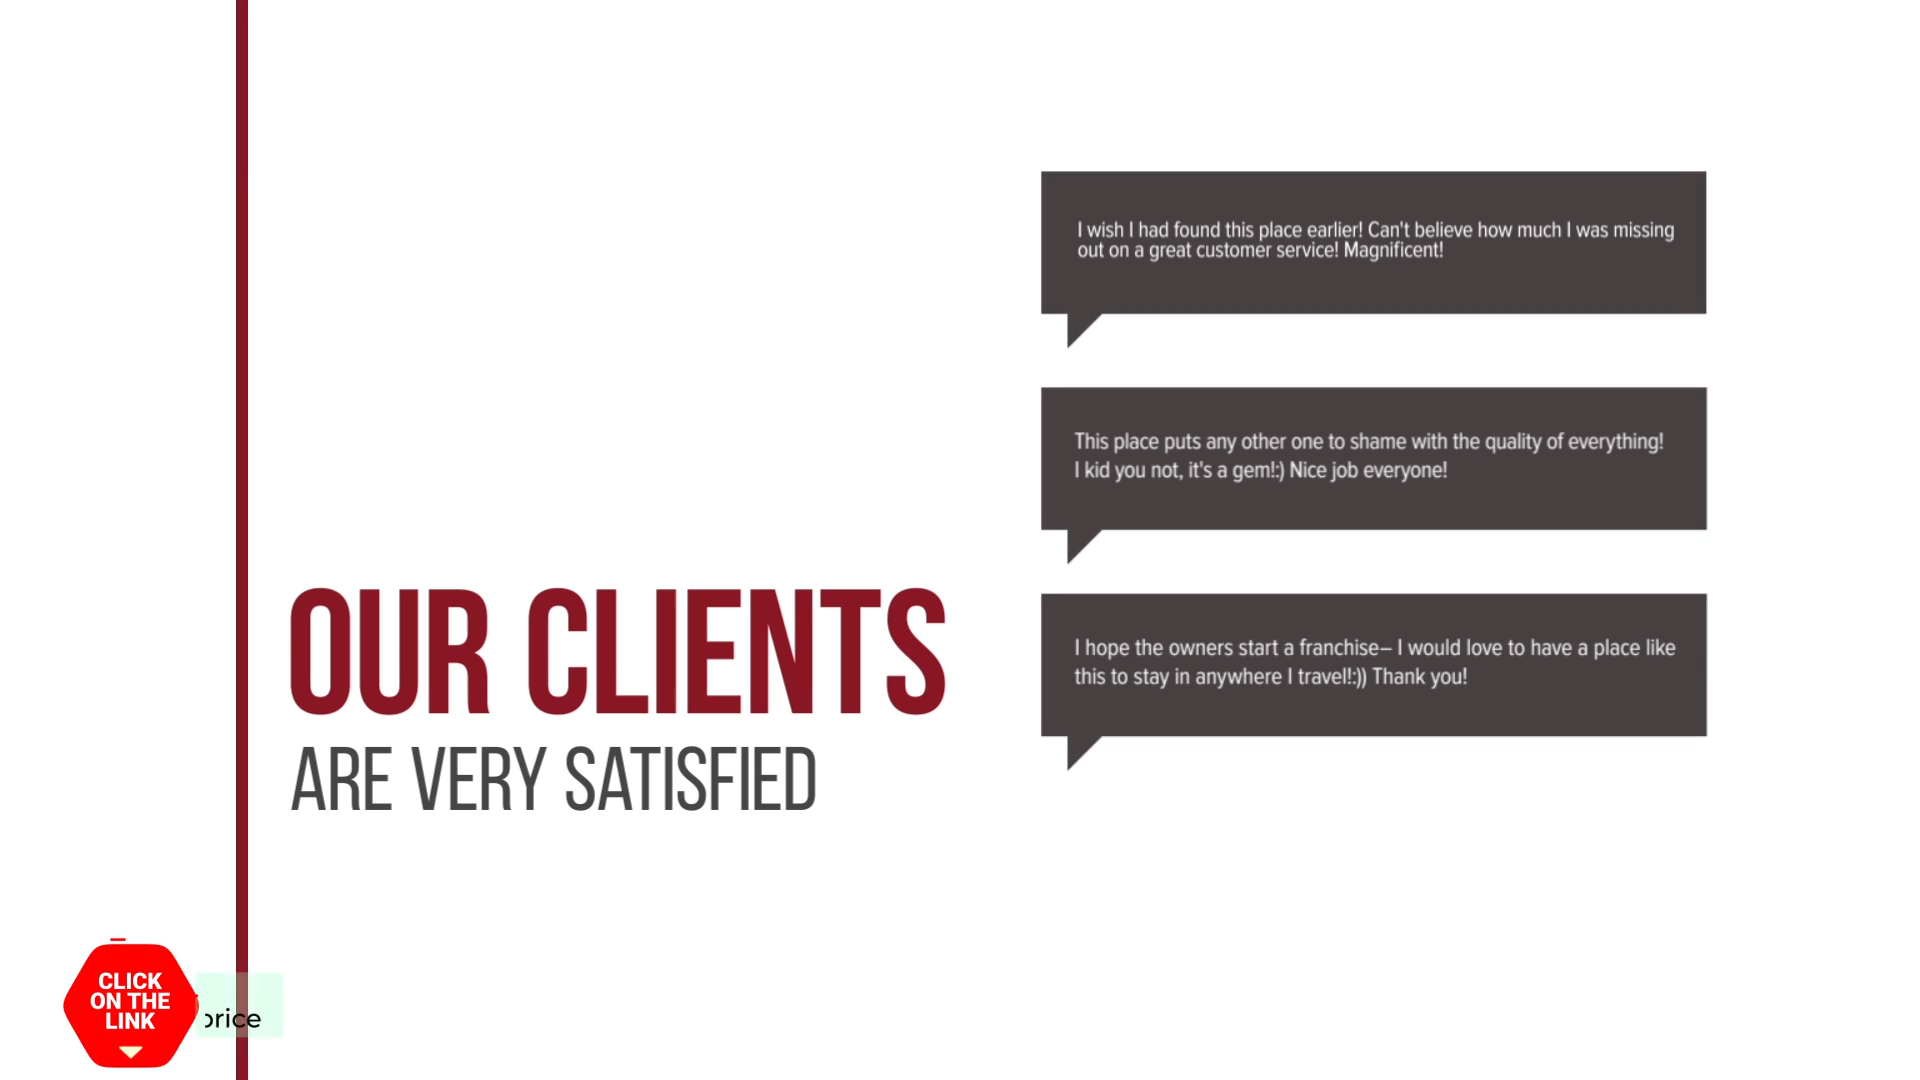 OUR CLIENTS
ARE VERY SATISFIED
I wish I had found this place earlier! Can't believe how much I was missing
out on a great customer service! Magnificent!
This place puts any other one to shame with the quality of everything!
I kid you not, it's a gem!:) Nice job everyone!
I hope the owners start a franchise– I would love to have a place like
this to stay in anywhere I travel!:)) Thank you!
CLICK
ON THE
LINK
price